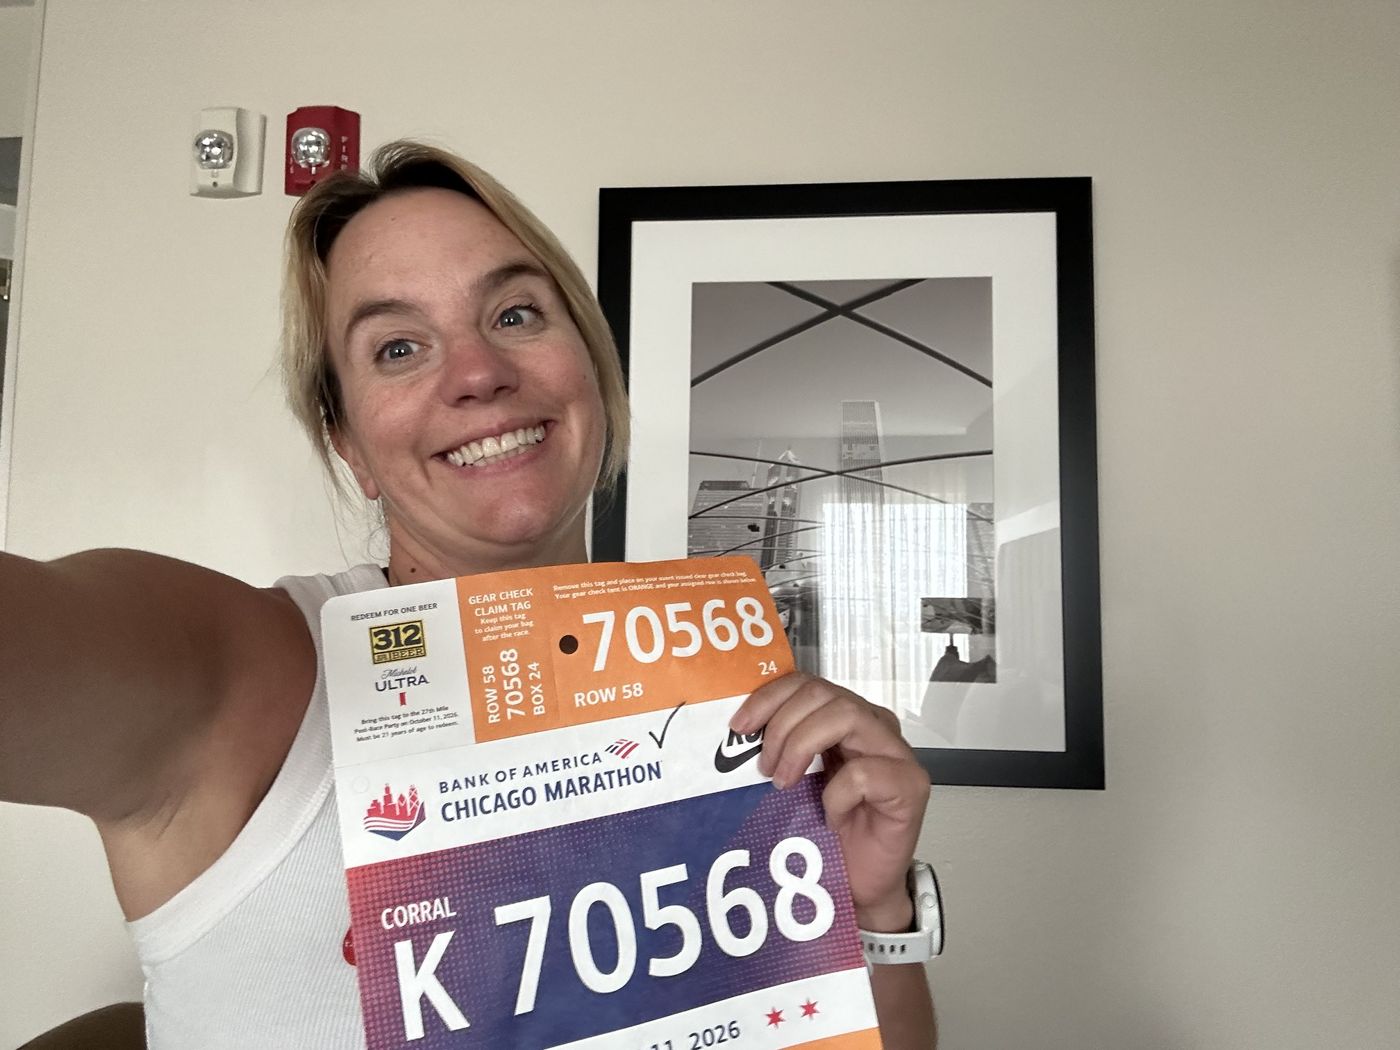 FIRE
REDEEM FOR ONE BEER
312
BEER
Michelob
ULTRA
Bring this tag to the 27th Mile
Post-Race Party on October 11, 2026.
Must be 21 years of age to redeem.
GEAR CHECK
CLAIM TAG
Keep this tag
to claim your bag
after the race.
ROW 58
70568
BOX 24
Remove this tag and place on your event issued clear gear check bag.
Your gear check tent is ORANGE and your assigned row is shown below.
70568
24
ROW 58
BANK OF AMERICA
CHICAGO MARATHON
CORRAL
K 70568
11, 2026